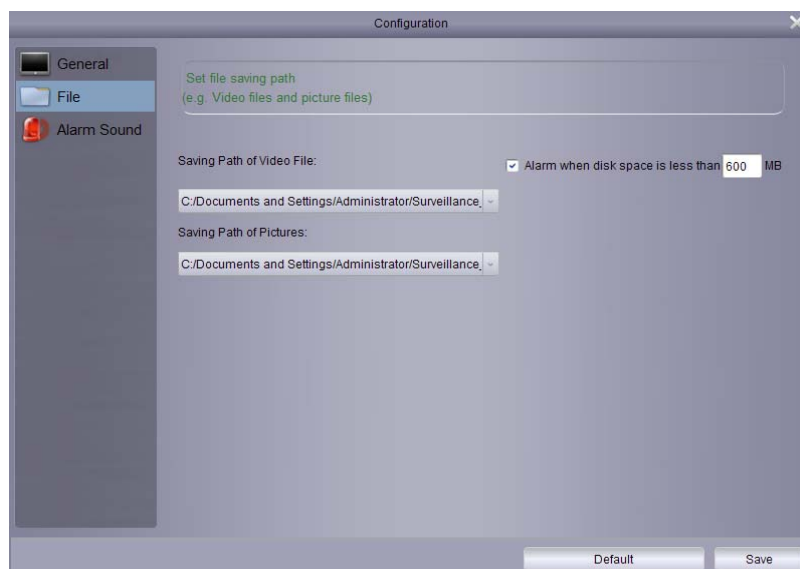 Configuration
General
File
Alarm Sound
Set file saving path
(e.g. Video files and picture files)
Saving Path of Video File:
Alarm when disk space is less than 600 MB
C:/Documents and Settings/Administrator/Surveillance_
Saving Path of Pictures:
C:/Documents and Settings/Administrator/Surveillance_
Default
Save